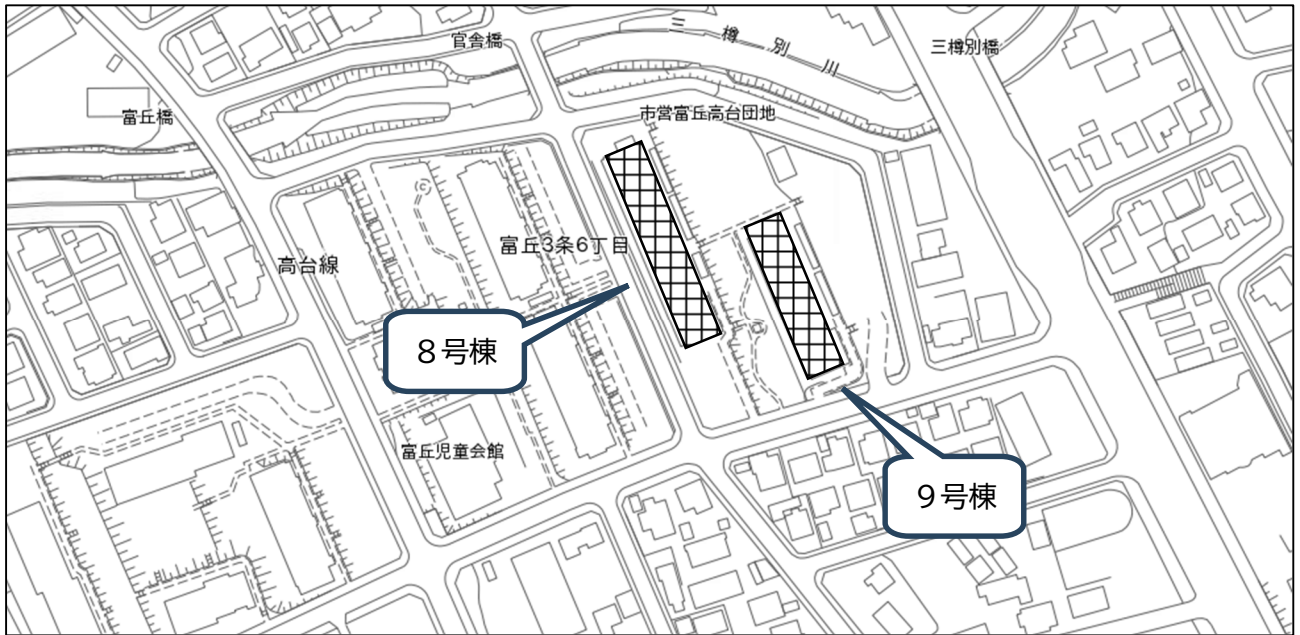 官舎橋
三樽別川
三樽別橋
富丘橋
市営富丘高台団地
富丘3条6丁目
高台線
８号棟
富丘児童会館
９号棟